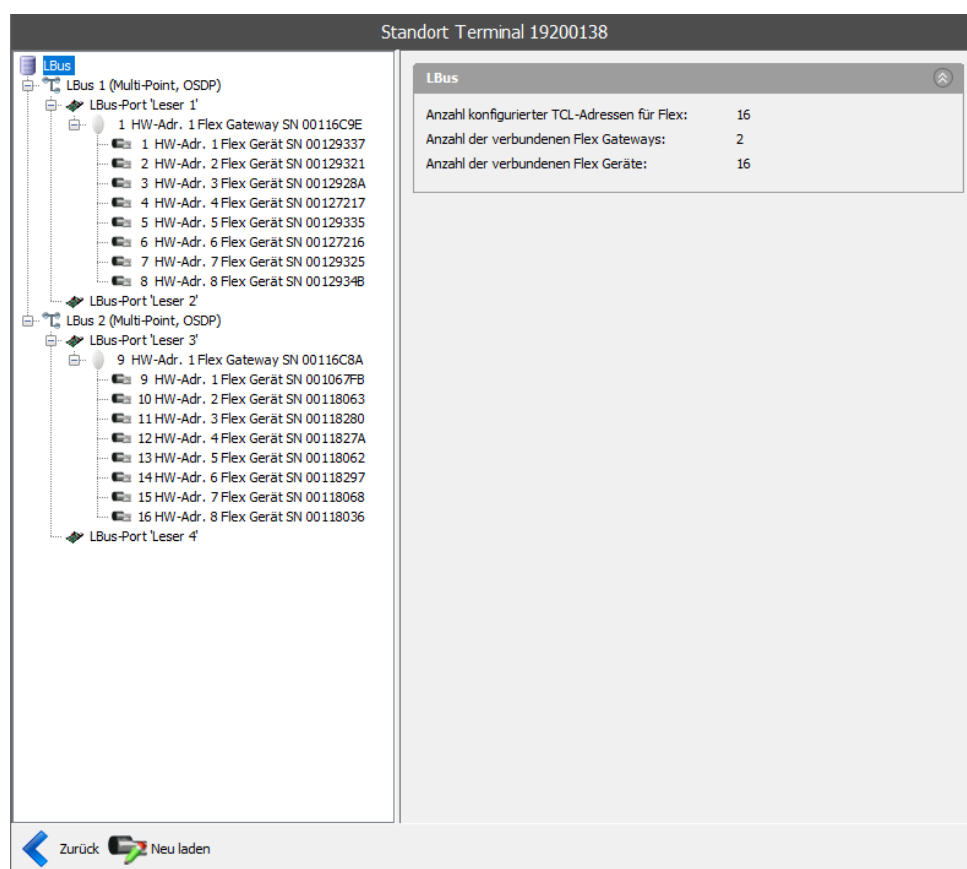 Standort Terminal 19200138
LBus
LBus 1 (Multi-Point, OSDP)
LBus-Port 'Leser 1'
1 HW-Adr. 1 Flex Gateway SN 00116C9E
1 HW-Adr. 1 Flex Gerät SN 00129337
2 HW-Adr. 2 Flex Gerät SN 00129321
3 HW-Adr. 3 Flex Gerät SN 0012928A
4 HW-Adr. 4 Flex Gerät SN 00127217
5 HW-Adr. 5 Flex Gerät SN 00129335
6 HW-Adr. 6 Flex Gerät SN 00127216
7 HW-Adr. 7 Flex Gerät SN 00129325
8 HW-Adr. 8 Flex Gerät SN 0012934B
LBus-Port 'Leser 2'
LBus 2 (Multi-Point, OSDP)
LBus-Port 'Leser 3'
9 HW-Adr. 1 Flex Gateway SN 00116C8A
9 HW-Adr. 1 Flex Gerät SN 001067FB
10 HW-Adr. 2 Flex Gerät SN 00118063
11 HW-Adr. 3 Flex Gerät SN 00118280
12 HW-Adr. 4 Flex Gerät SN 0011827A
13 HW-Adr. 5 Flex Gerät SN 00118062
14 HW-Adr. 6 Flex Gerät SN 00118297
15 HW-Adr. 7 Flex Gerät SN 00118068
16 HW-Adr. 8 Flex Gerät SN 00118036
LBus-Port 'Leser 4'
LBus
Anzahl konfigurierter TCL-Adressen für Flex: 16
Anzahl der verbundenen Flex Gateways: 2
Anzahl der verbundenen Flex Geräte: 16
Zurück Neu laden